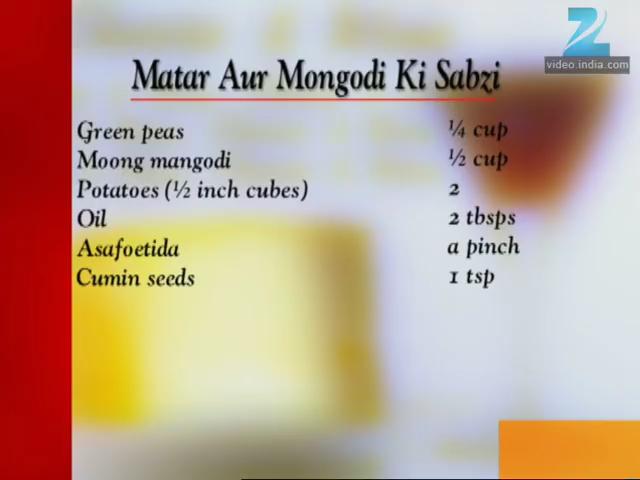 Z
video.india.com
Matar Aur Mongodi Ki Sabzi
Green peas ¼ cup
Moong mangodi ½ cup
Potatoes (½ inch cubes) 2
Oil 2 tbsps
Asafoetida a pinch
Cumin seeds 1 tsp